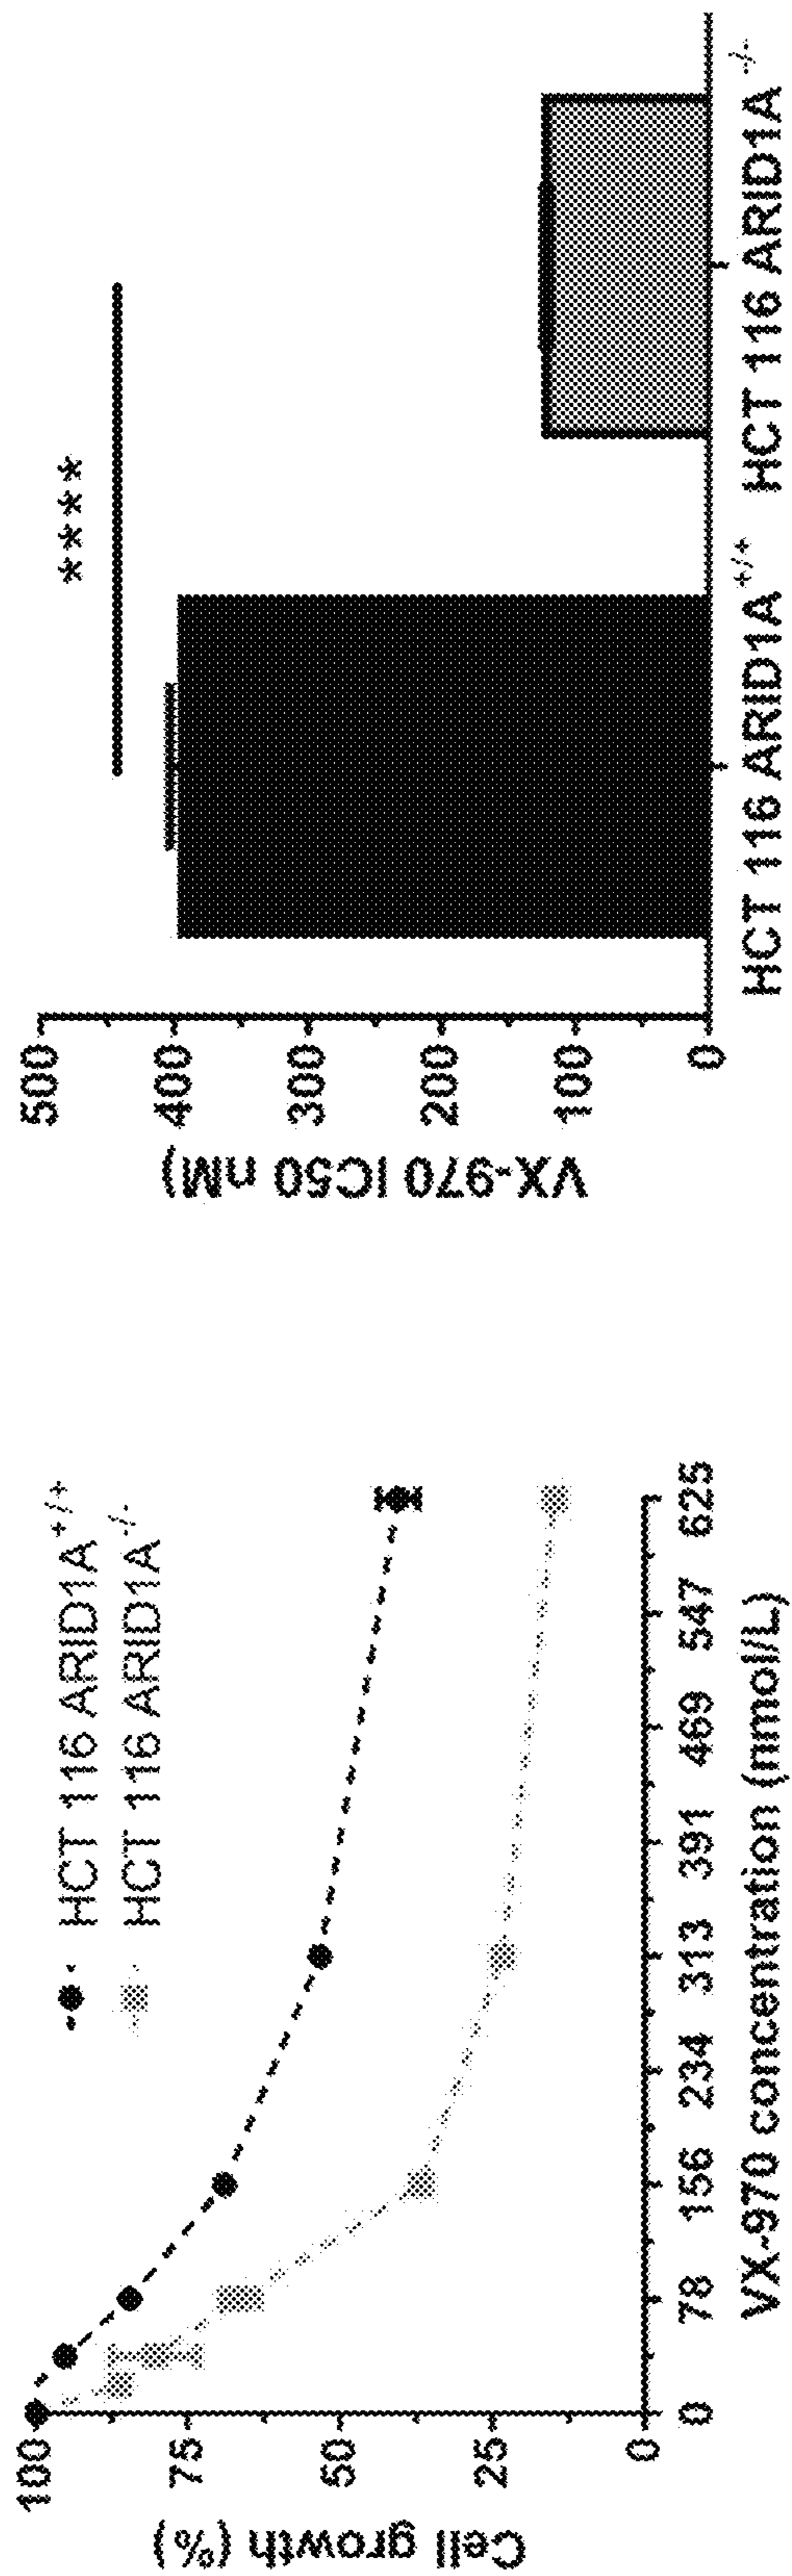 Cell growth (%)
100
75
50
25
0
HCT 116 ARID1A+/+
HCT 116 ARID1A-/-
0 78 156 234 313 391 469 547 625
VX-970 concentration (nmol/L)
VX-970 IC50 nM)
500
400
300
200
100
0
****
HCT 116 ARID1A+/+ HCT 116 ARID1A-/-